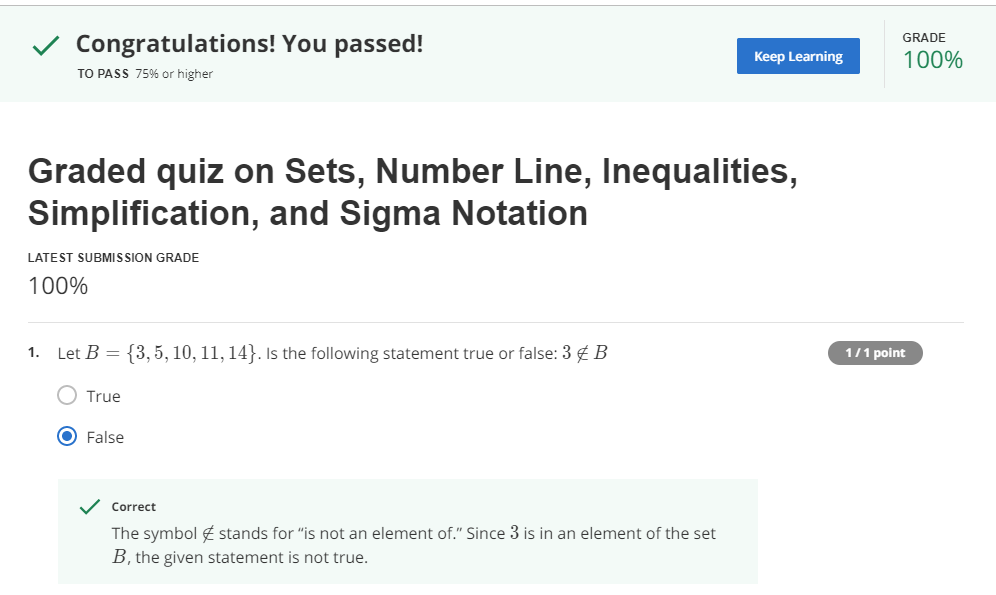 Congratulations! You passed!
TO PASS 75% or higher
Keep Learning
GRADE
100%
Graded quiz on Sets, Number Line, Inequalities,
Simplification, and Sigma Notation
LATEST SUBMISSION GRADE
100%
1. Let B = {3, 5, 10, 11, 14}. Is the following statement true or false: 3 ∉ B
1 / 1 point
True
False
Correct
The symbol ∉ stands for “is not an element of.” Since 3 is in an element of the set
B, the given statement is not true.